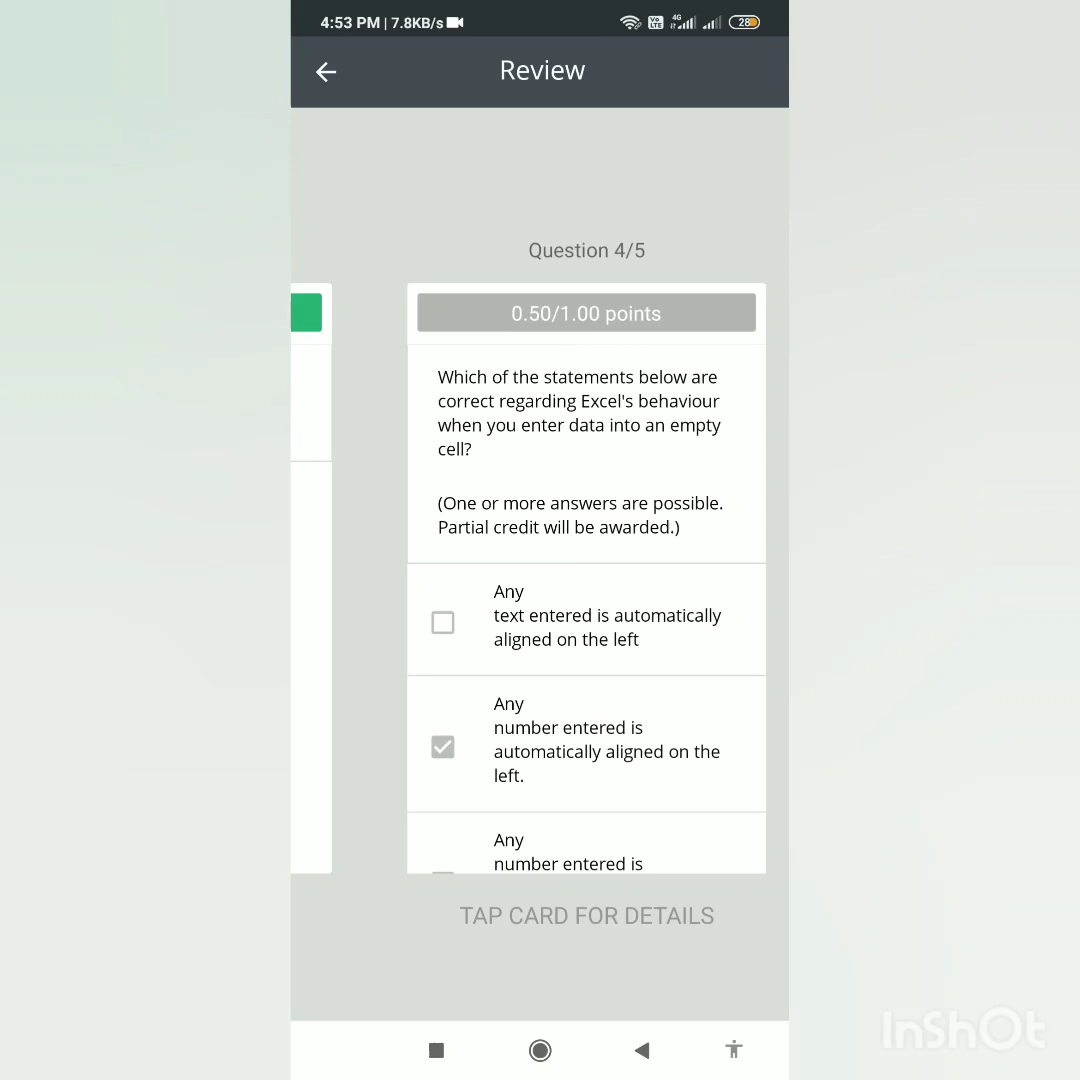 4:53 PM | 7.8KB/s
Vo LTE
4G
28
Review
Question 4/5
0.50/1.00 points
Which of the statements below are
correct regarding Excel's behaviour
when you enter data into an empty
cell?
(One or more answers are possible.
Partial credit will be awarded.)
Any
text entered is automatically
aligned on the left
Any
number entered is
automatically aligned on the
left.
Any
number entered is
TAP CARD FOR DETAILS
InShOt